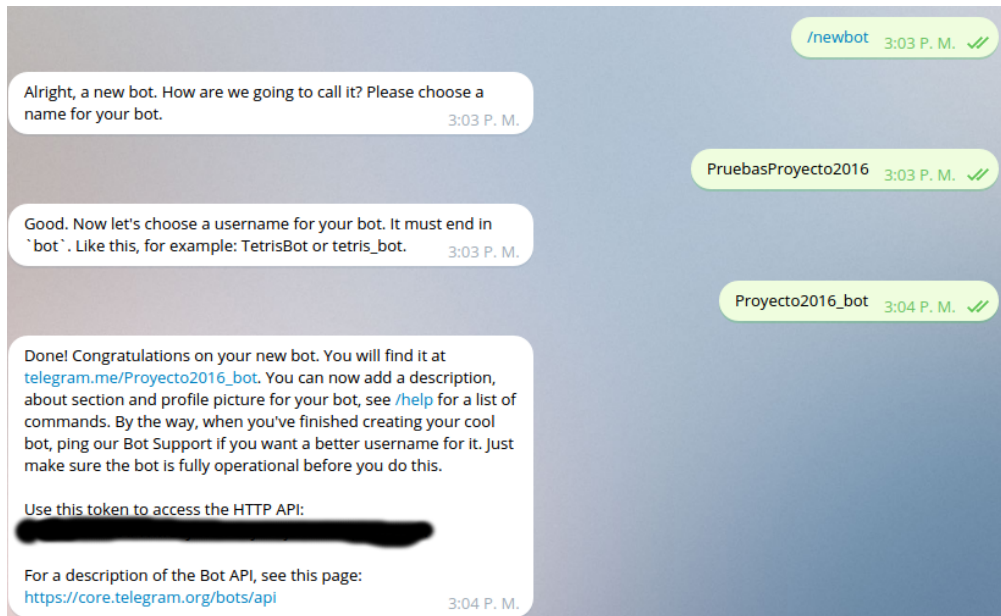 /newbot 3:03 P. M.
Alright, a new bot. How are we going to call it? Please choose a
name for your bot. 3:03 P. M.
PruebasProyecto2016 3:03 P. M.
Good. Now let's choose a username for your bot. It must end in
`bot`. Like this, for example: TetrisBot or tetris_bot. 3:03 P. M.
Proyecto2016_bot 3:04 P. M.
Done! Congratulations on your new bot. You will find it at
telegram.me/Proyecto2016_bot. You can now add a description,
about section and profile picture for your bot, see /help for a list of
commands. By the way, when you've finished creating your cool
bot, ping our Bot Support if you want a better username for it. Just
make sure the bot is fully operational before you do this.
Use this token to access the HTTP API:
For a description of the Bot API, see this page:
https://core.telegram.org/bots/api 3:04 P. M.